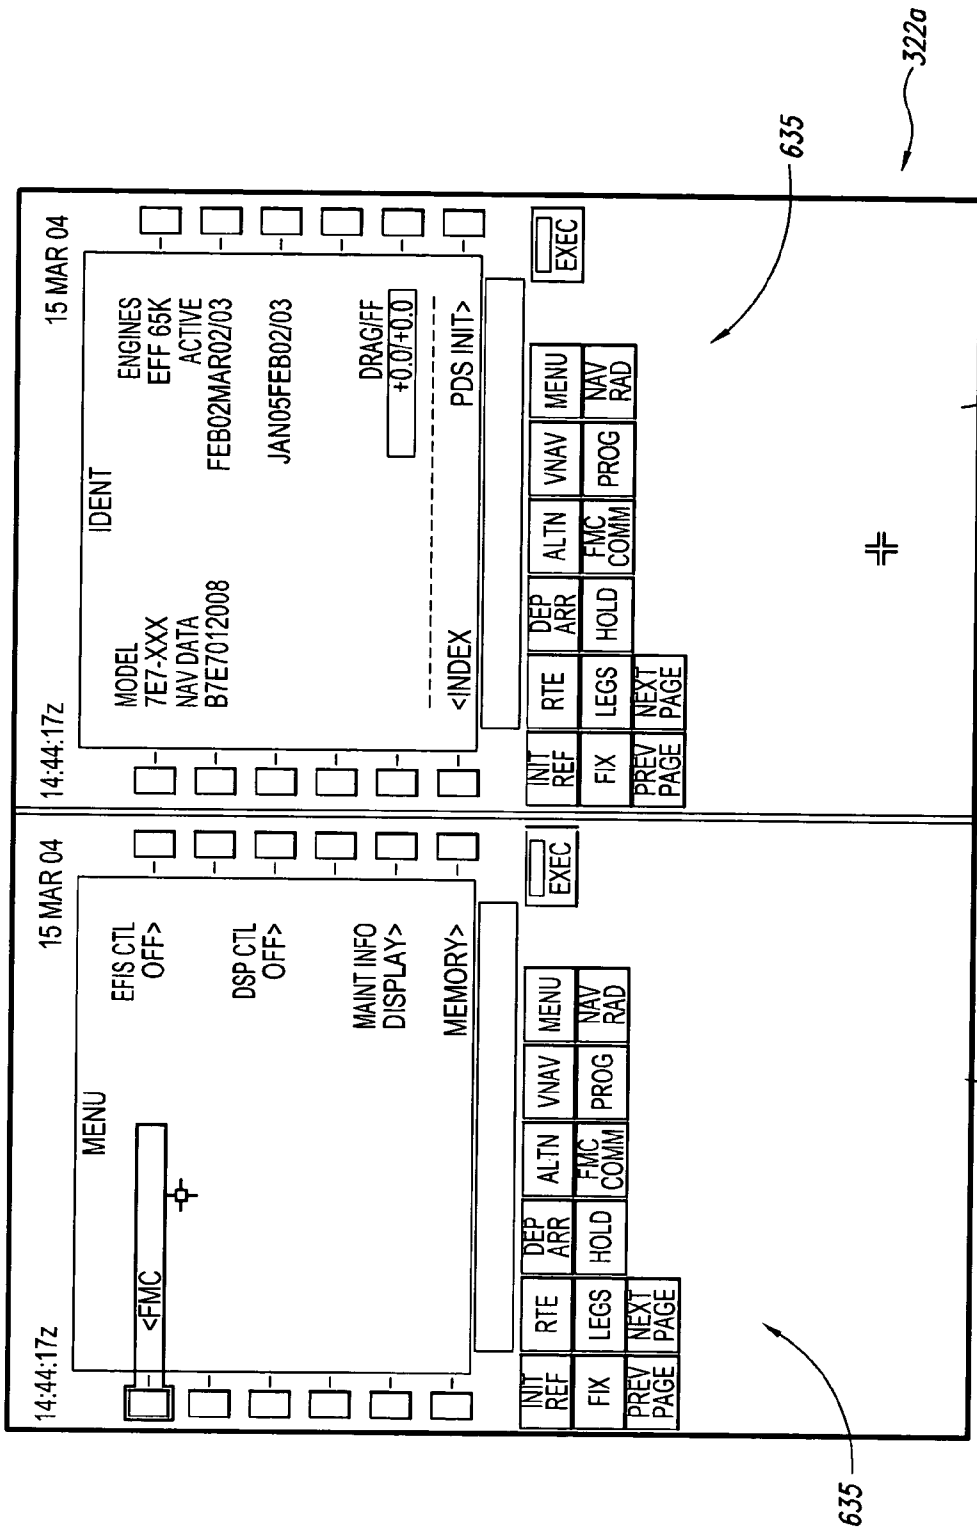 14:44:17z 15 MAR 04
MENU
<FMC
EFIS CTL
OFF>
DSP CTL
OFF>
MAINT INFO
DISPLAY>
MEMORY>
EXEC
INIT REF RTE DEP ARR ALTN VNAV MENU
FIX LEGS HOLD FMC COMM PROG NAV RAD
PREV PAGE NEXT PAGE
635
14:44:17z 15 MAR 04
IDENT
MODEL ENGINES
7E7-XXX EFF 65K
NAV DATA ACTIVE
B7E7012008 FEB02MAR02/03
JAN05FEB02/03
DRAG/FF
+0.0/+0.0
<INDEX PDS INIT>
EXEC
INIT REF RTE DEP ARR ALTN VNAV MENU
FIX LEGS HOLD FMC COMM PROG NAV RAD
PREV PAGE NEXT PAGE
635
322a